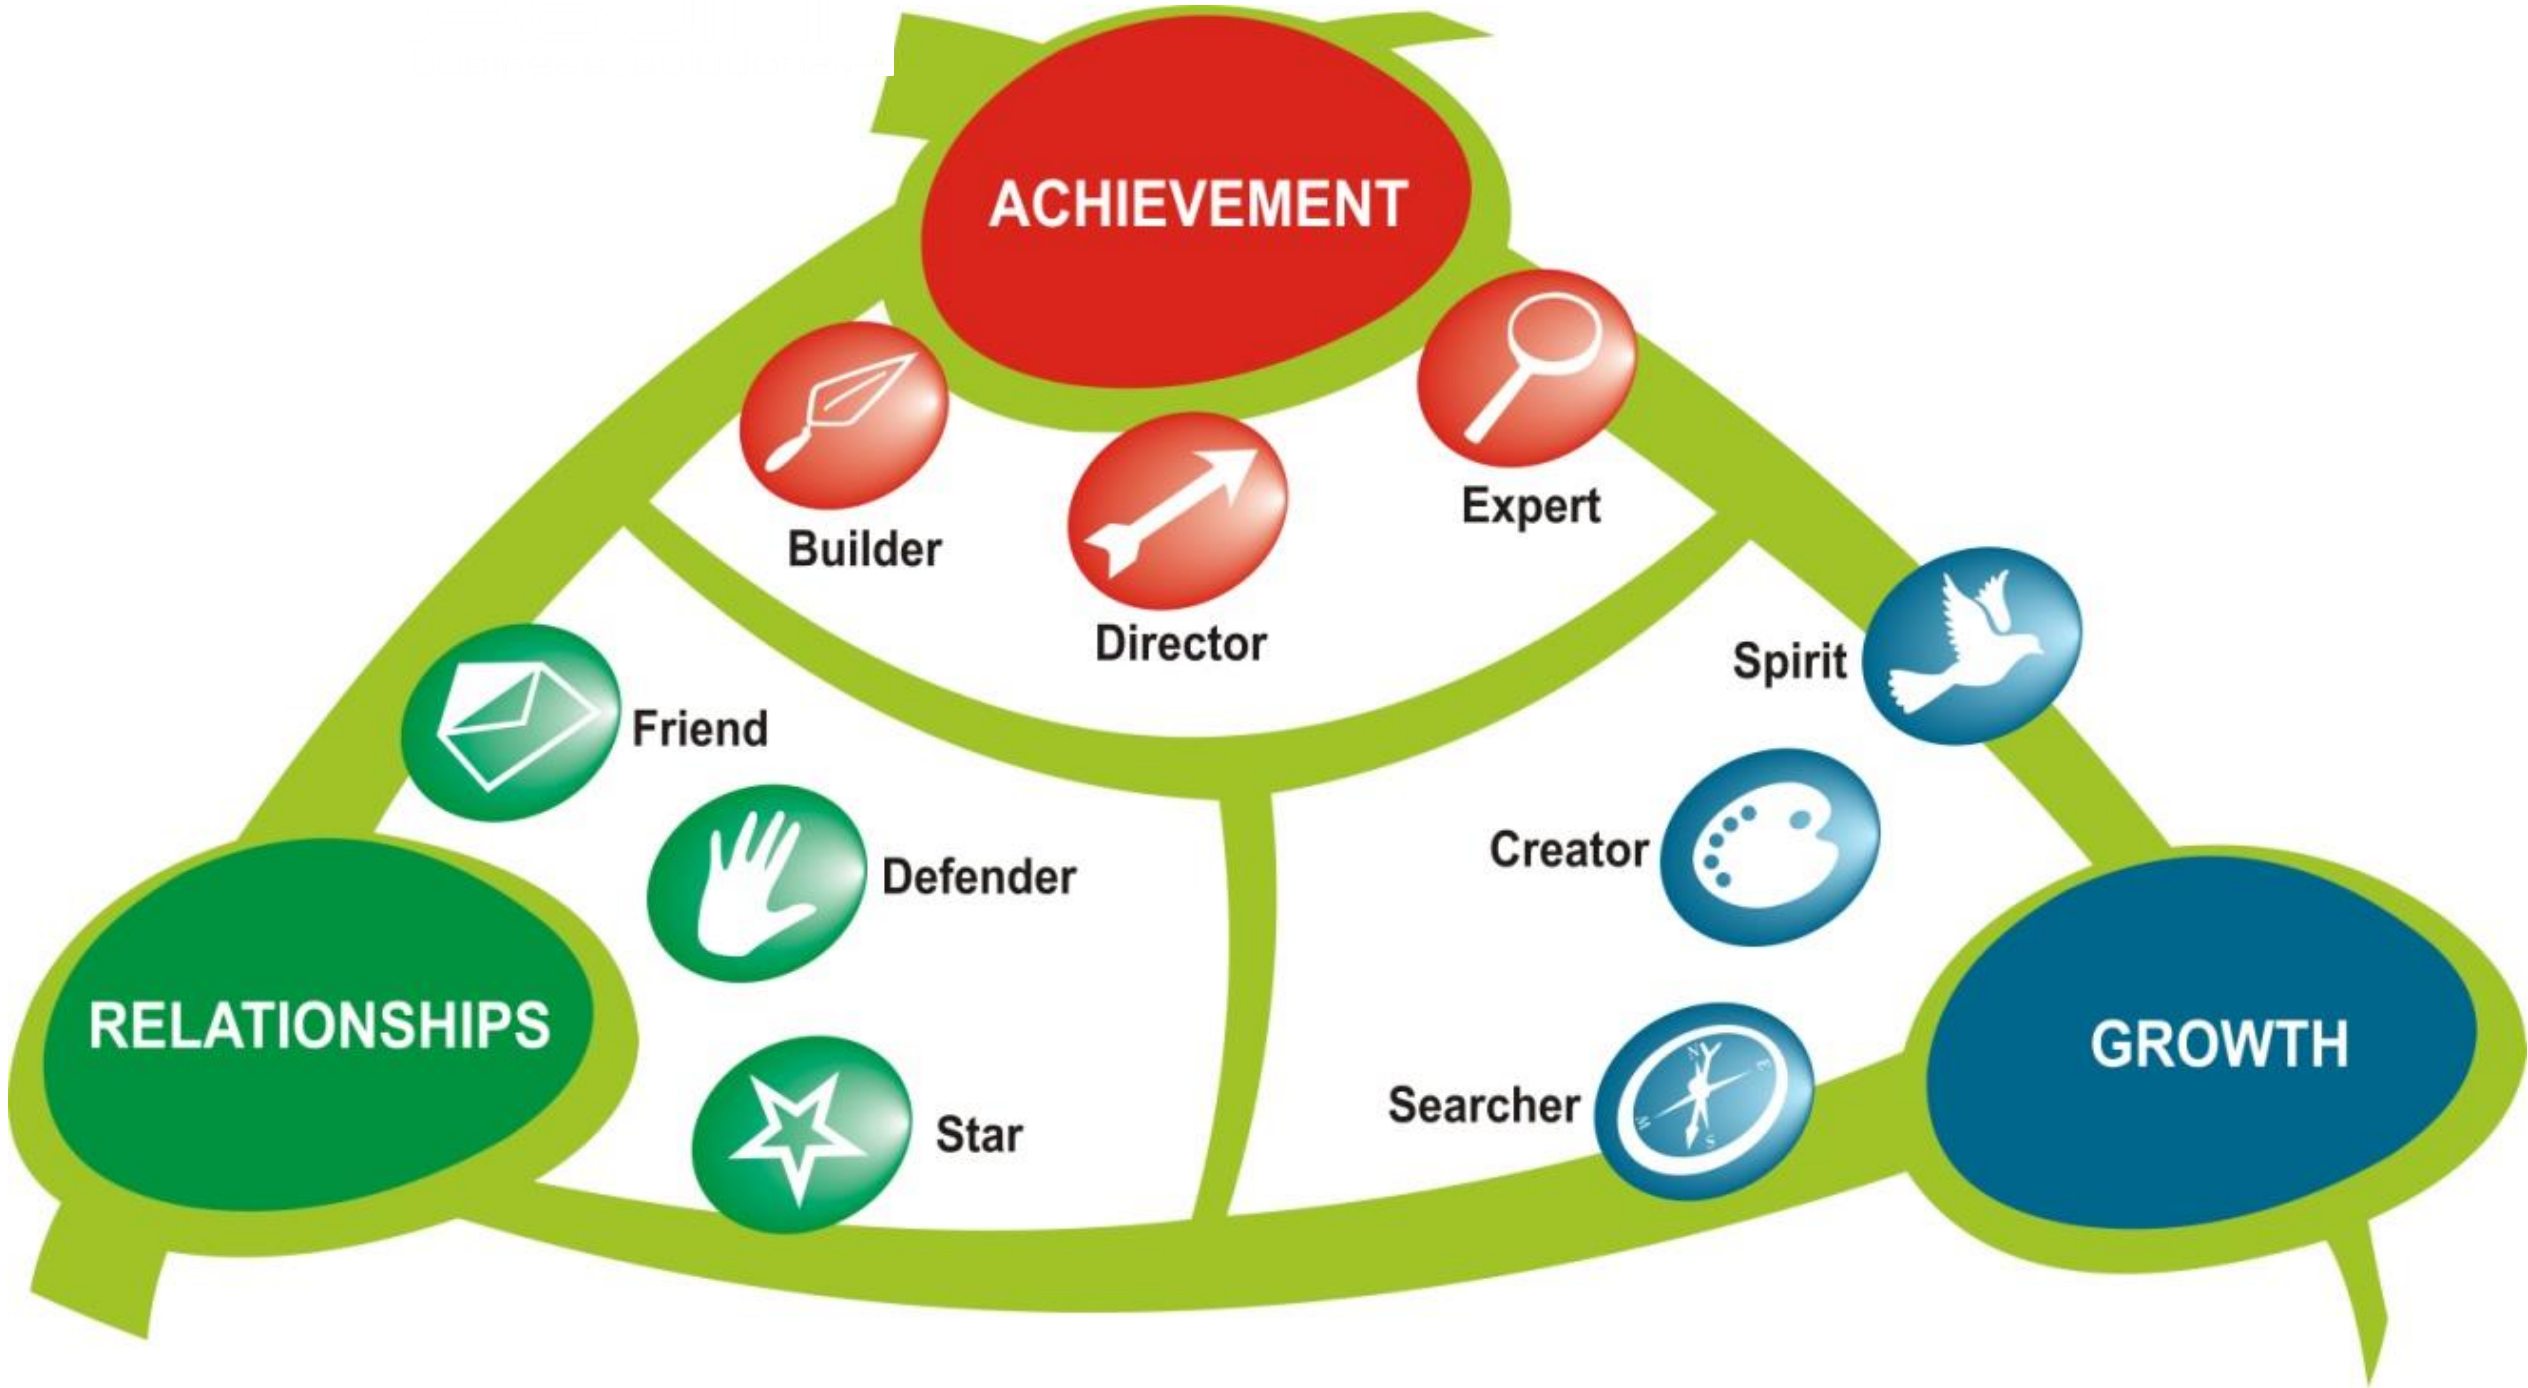 ACHIEVEMENT
Builder
Director
Expert
Friend
Defender
Star
RELATIONSHIPS
Spirit
Creator
Searcher
N
E
S
W
GROWTH